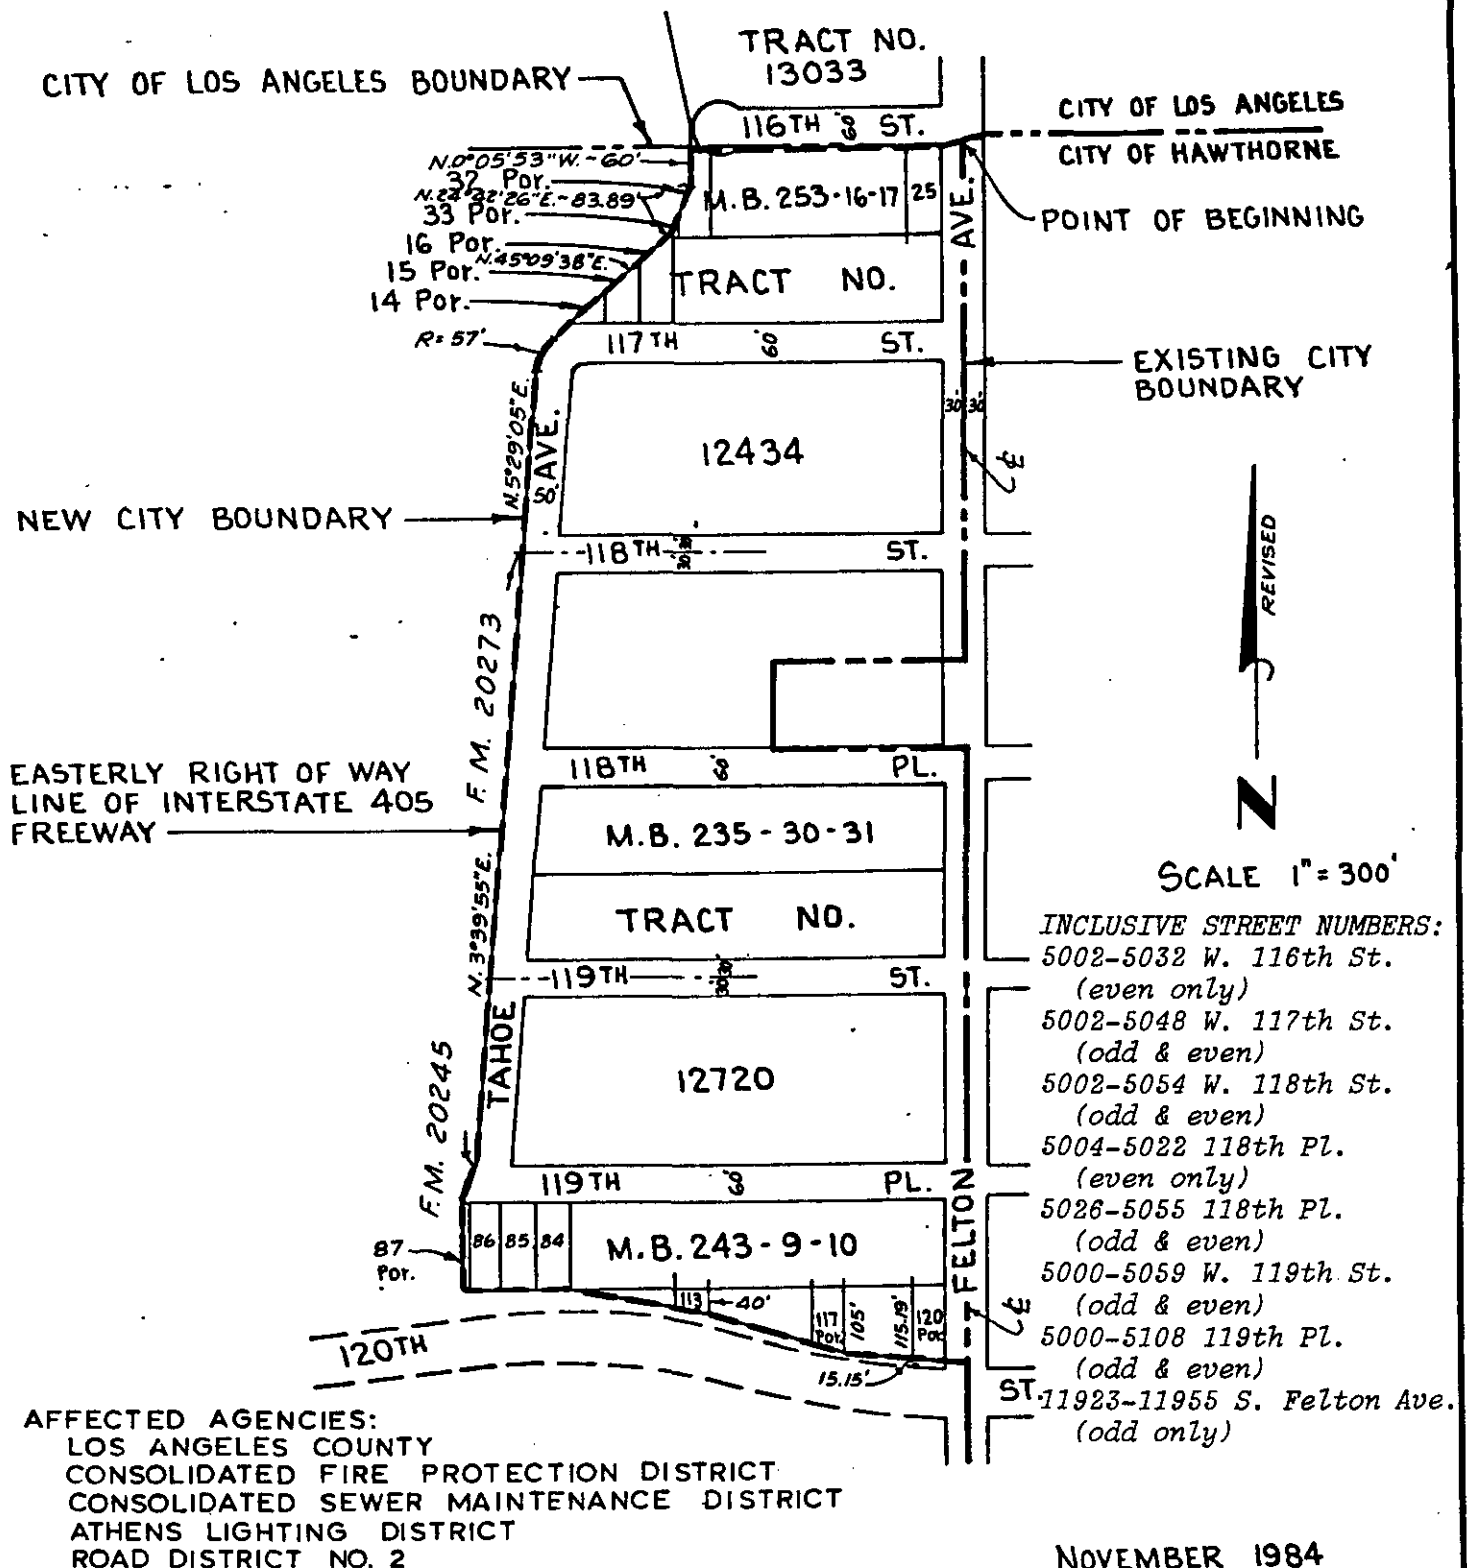 TRACT NO.
13033
CITY OF LOS ANGELES BOUNDARY
116TH 60' ST.
CITY OF LOS ANGELES
CITY OF HAWTHORNE
N.0°05'53"W.-60'
32 Por.
N.24°42'26"E.-83.89'
33 Por.
16 Por.
N.45°09'38"E.
15 Por.
14 Por.
R=57'
M.B. 253-16-17
25
AVE.
POINT OF BEGINNING
TRACT NO.
117TH 60' ST.
EXISTING CITY
BOUNDARY
30' 30'
N.5°29'05"E.
AVE.
50'
12434
NEW CITY BOUNDARY
118TH 30' 30' ST.
REVISED
F.M. 20273
118TH 60' PL.
EASTERLY RIGHT OF WAY
LINE OF INTERSTATE 405
FREEWAY
N
M.B. 235-30-31
SCALE 1"=300'
N.3°39'55"E.
TRACT NO.
119TH 30' 30' ST.
TAHOE
12720
F.M. 20245
INCLUSIVE STREET NUMBERS:
5002-5032 W. 116th St.
(even only)
5002-5048 W. 117th St.
(odd & even)
5002-5054 W. 118th St.
(odd & even)
5004-5022 118th Pl.
(even only)
5026-5055 118th Pl.
(odd & even)
5000-5059 W. 119th St.
(odd & even)
5000-5108 119th Pl.
(odd & even)
11923-11955 S. Felton Ave.
(odd only)
119TH 60' PL.
FELTON
87
Por.
86 85 84
M.B. 243-9-10
113 40'
117
Por.
105'
115.19'
120
Por.
15.15'
120TH
ST.
AFFECTED AGENCIES:
LOS ANGELES COUNTY
CONSOLIDATED FIRE PROTECTION DISTRICT
CONSOLIDATED SEWER MAINTENANCE DISTRICT
ATHENS LIGHTING DISTRICT
ROAD DISTRICT NO. 2
NOVEMBER 1984